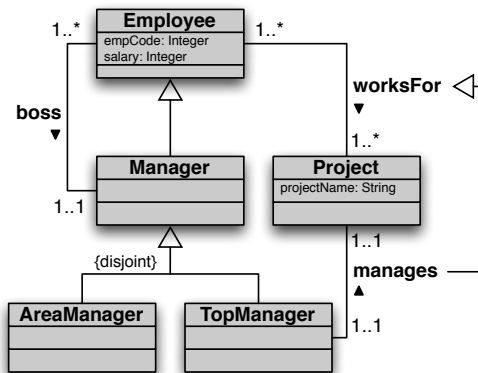 Employee
empCode: Integer
salary: Integer
1..*
1..*
boss
worksFor
1..*
1..1
Manager
Project
projectName: String
{disjoint}
1..1
manages
1..1
AreaManager
TopManager